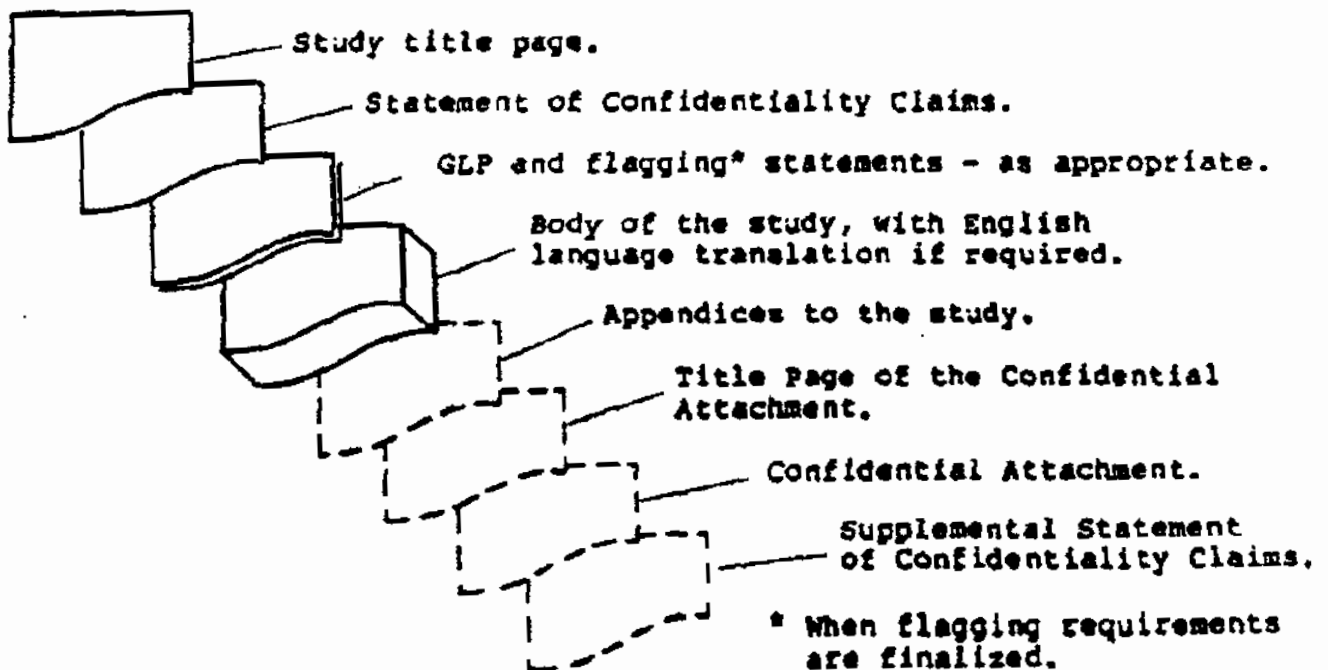 Study title page.
Statement of Confidentiality Claims.
GLP and flagging* statements - as appropriate.
Body of the study, with English
language translation if required.
Appendices to the study.
Title Page of the Confidential
Attachment.
Confidential Attachment.
Supplemental Statement
of Confidentiality Claims.
* When flagging requirements
are finalized.